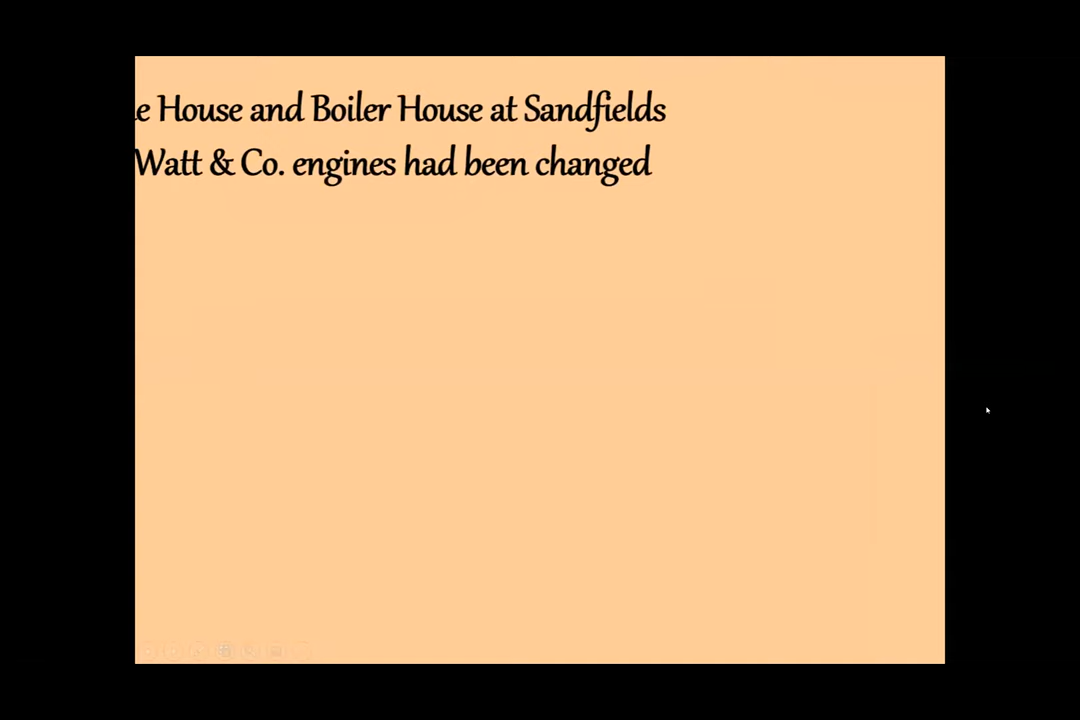 e House and Boiler House at Sandfields
Watt & Co. engines had been changed